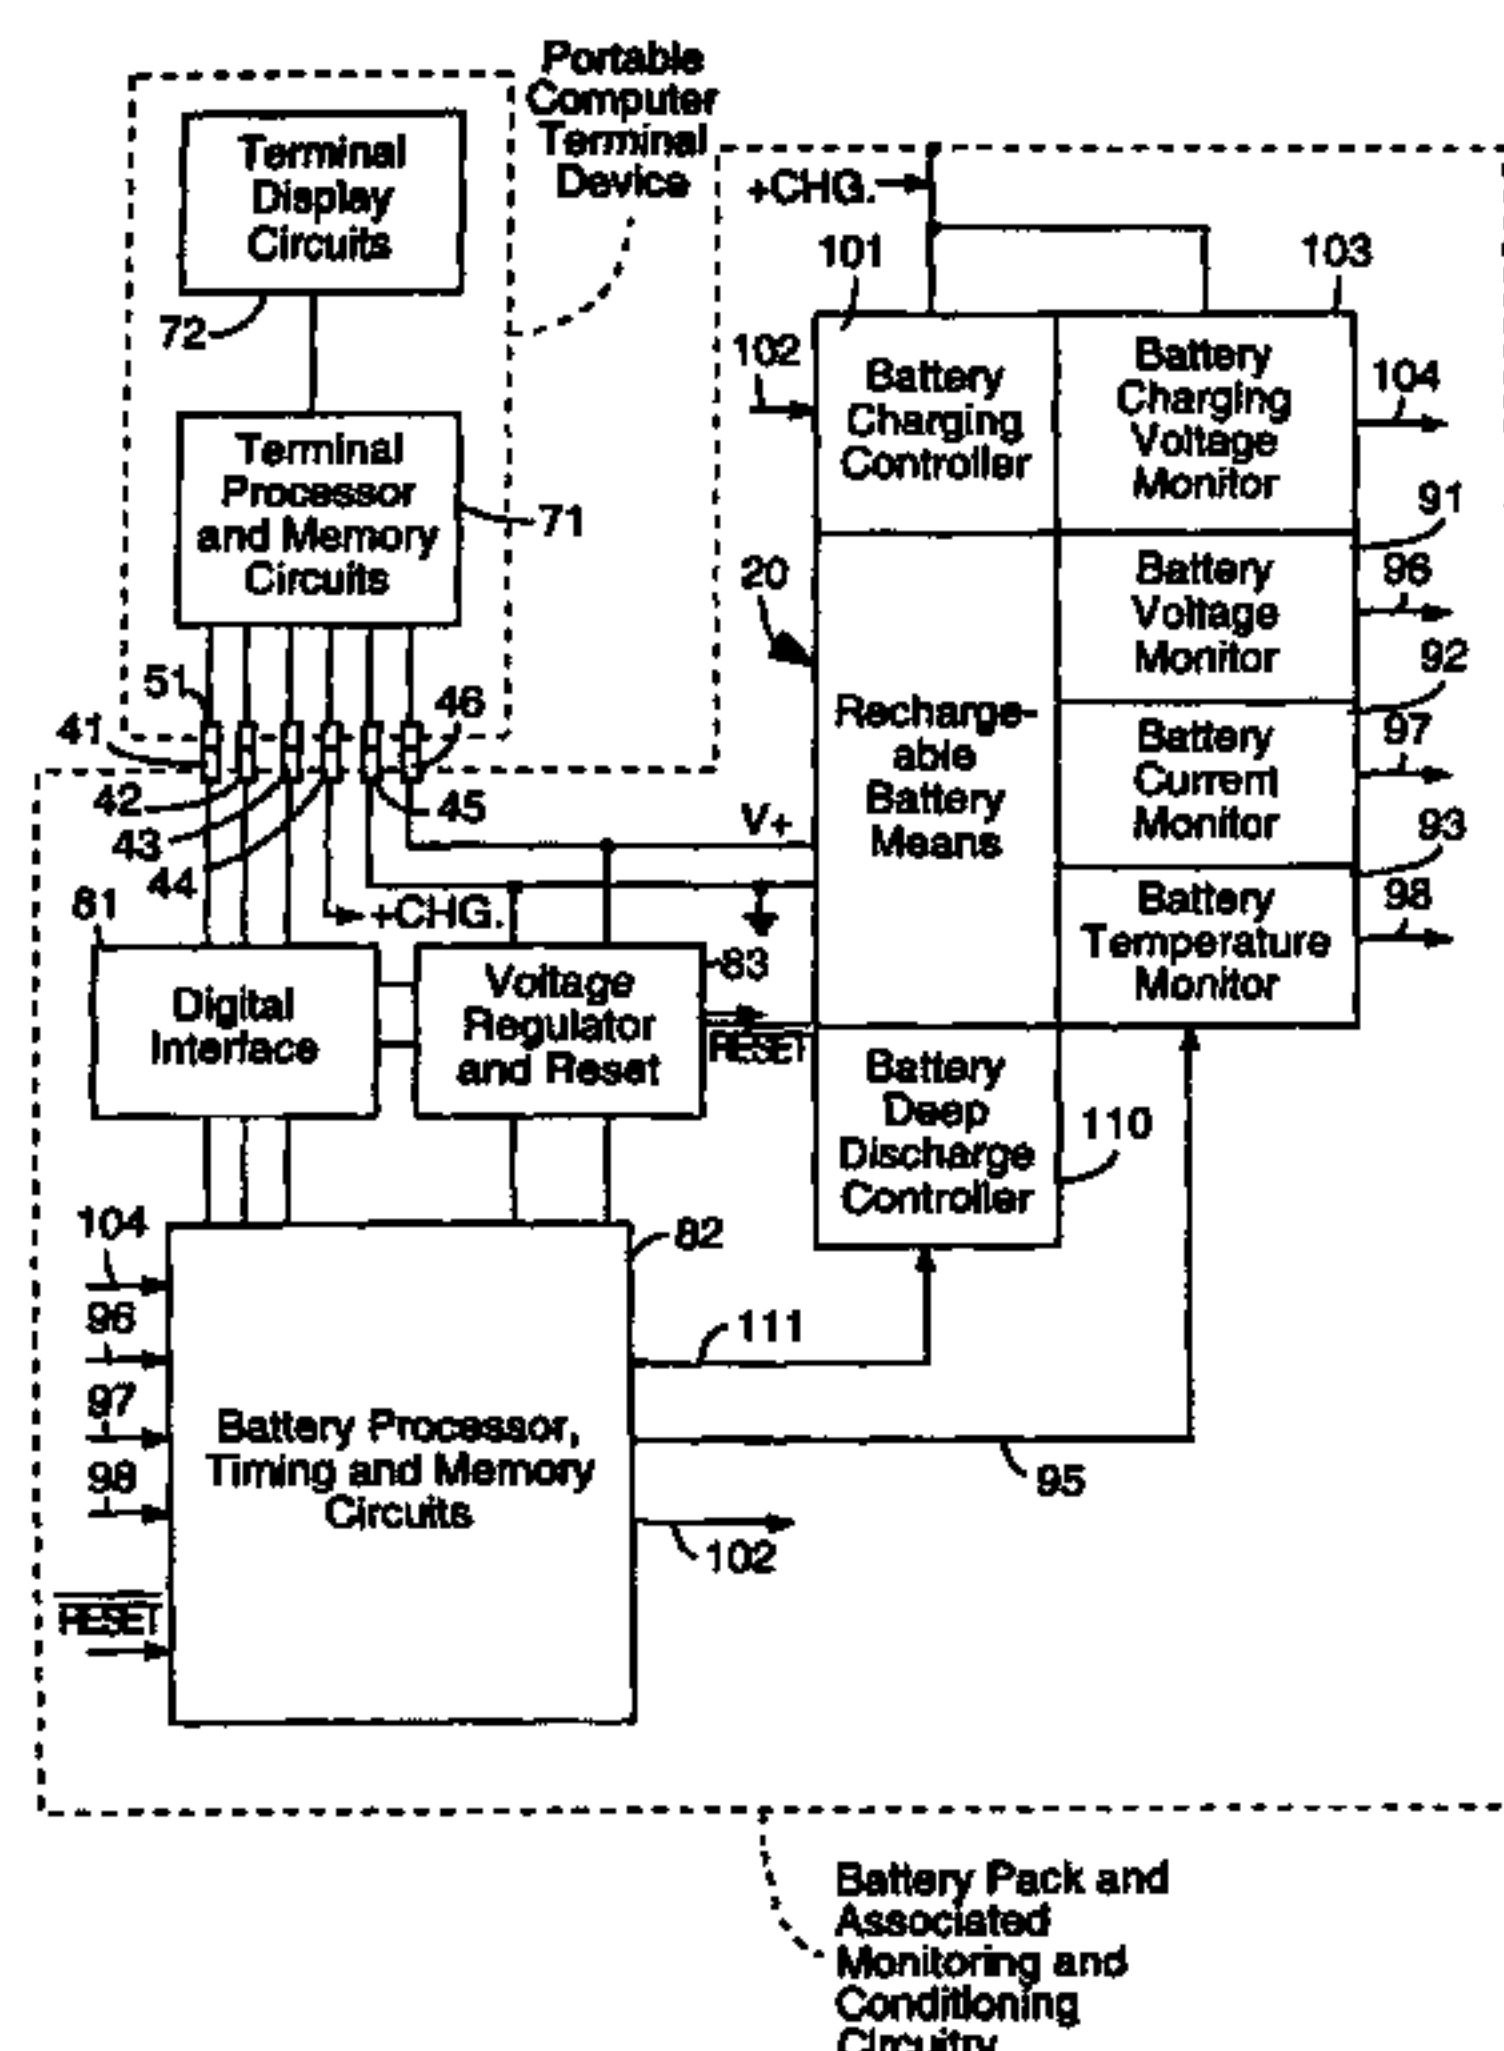 Portable
Computer
Terminal
Device
Terminal
Display
Circuits
72
Terminal
Processor
and Memory
Circuits
71
51
41
42
43
44
45
46
+CHG.
V+
81
Digital
Interface
Voltage
Regulator
and Reset
83
RESET
+CHG.
101
103
102
Battery
Charging
Controller
Battery
Charging
Voltage
Monitor
104
91
20
Battery
Voltage
Monitor
96
92
Recharge-
able
Battery
Means
Battery
Current
Monitor
97
93
Battery
Temperature
Monitor
98
Battery
Deep
Discharge
Controller
110
104
96
97
98
RESET
82
Battery Processor,
Timing and Memory
Circuits
111
95
102
Battery Pack and
Associated
Monitoring and
Conditioning
Circuitry